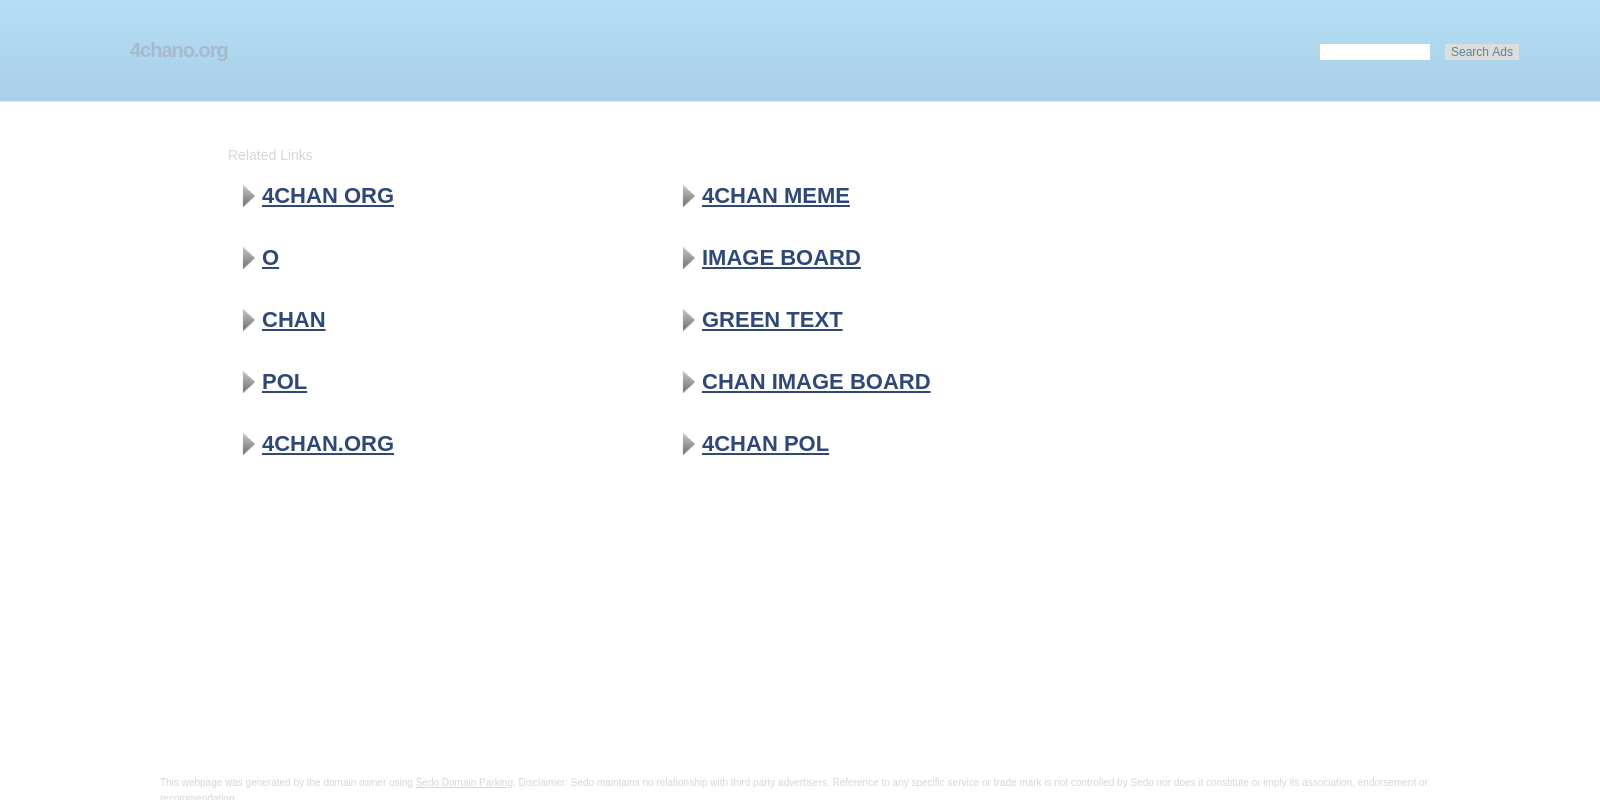 4chano.org
Search Ads
Related Links
4CHAN ORG
4CHAN MEME
O
IMAGE BOARD
CHAN
GREEN TEXT
POL
CHAN IMAGE BOARD
4CHAN.ORG
4CHAN POL
This webpage was generated by the domain owner using Sedo Domain Parking. Disclaimer: Sedo maintains no relationship with third party advertisers. Reference to any specific service or trade mark is not controlled by Sedo nor does it constitute or imply its association, endorsement or
recommendation.